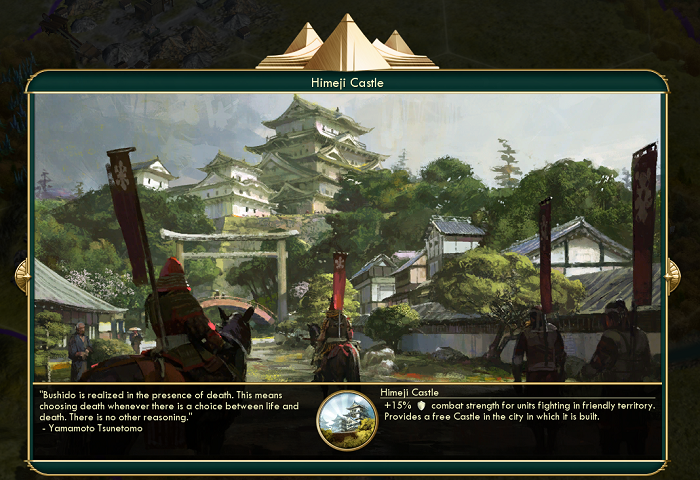 Himeji Castle
"Bushido is realized in the presence of death. This means
choosing death whenever there is a choice between life and
death. There is no other reasoning."
- Yamamoto Tsunetomo
Himeji Castle
+15% combat strength for units fighting in friendly territory.
Provides a free Castle in the city in which it is built.